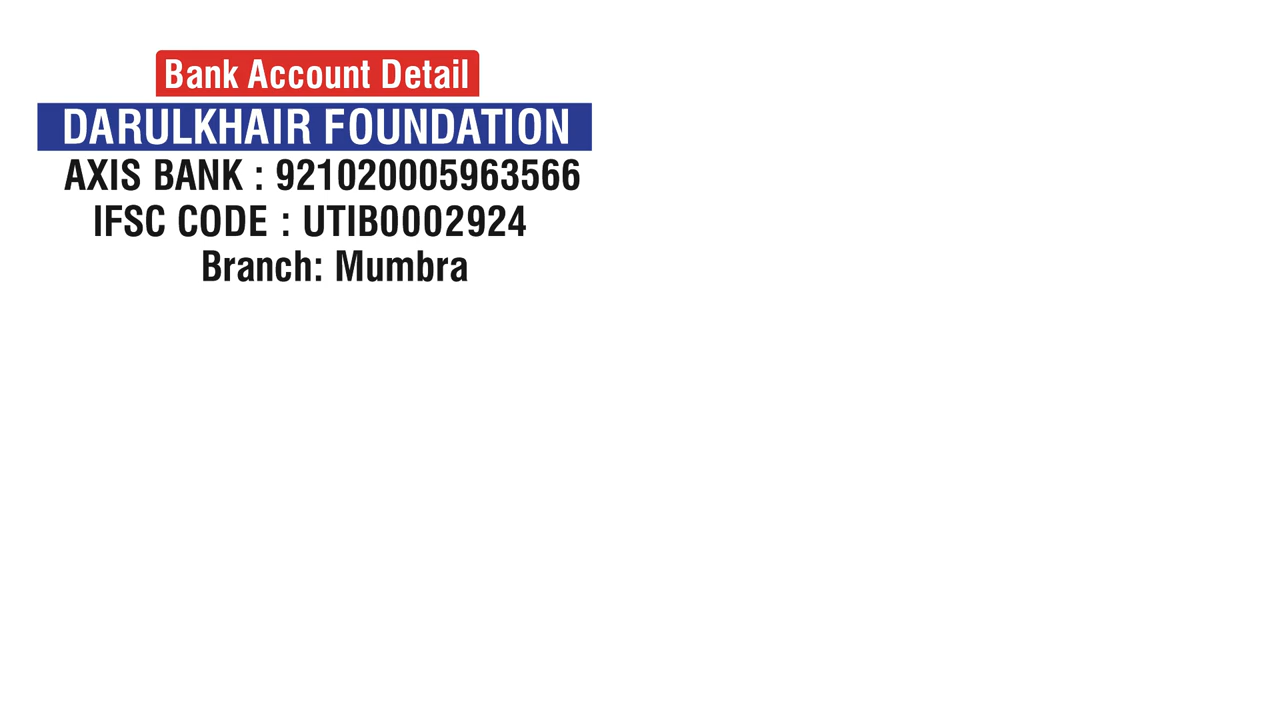 Bank Account Detail
DARULKHAIR FOUNDATION
AXIS BANK : 921020005963566
IFSC CODE : UTIB0002924
Branch: Mumbra